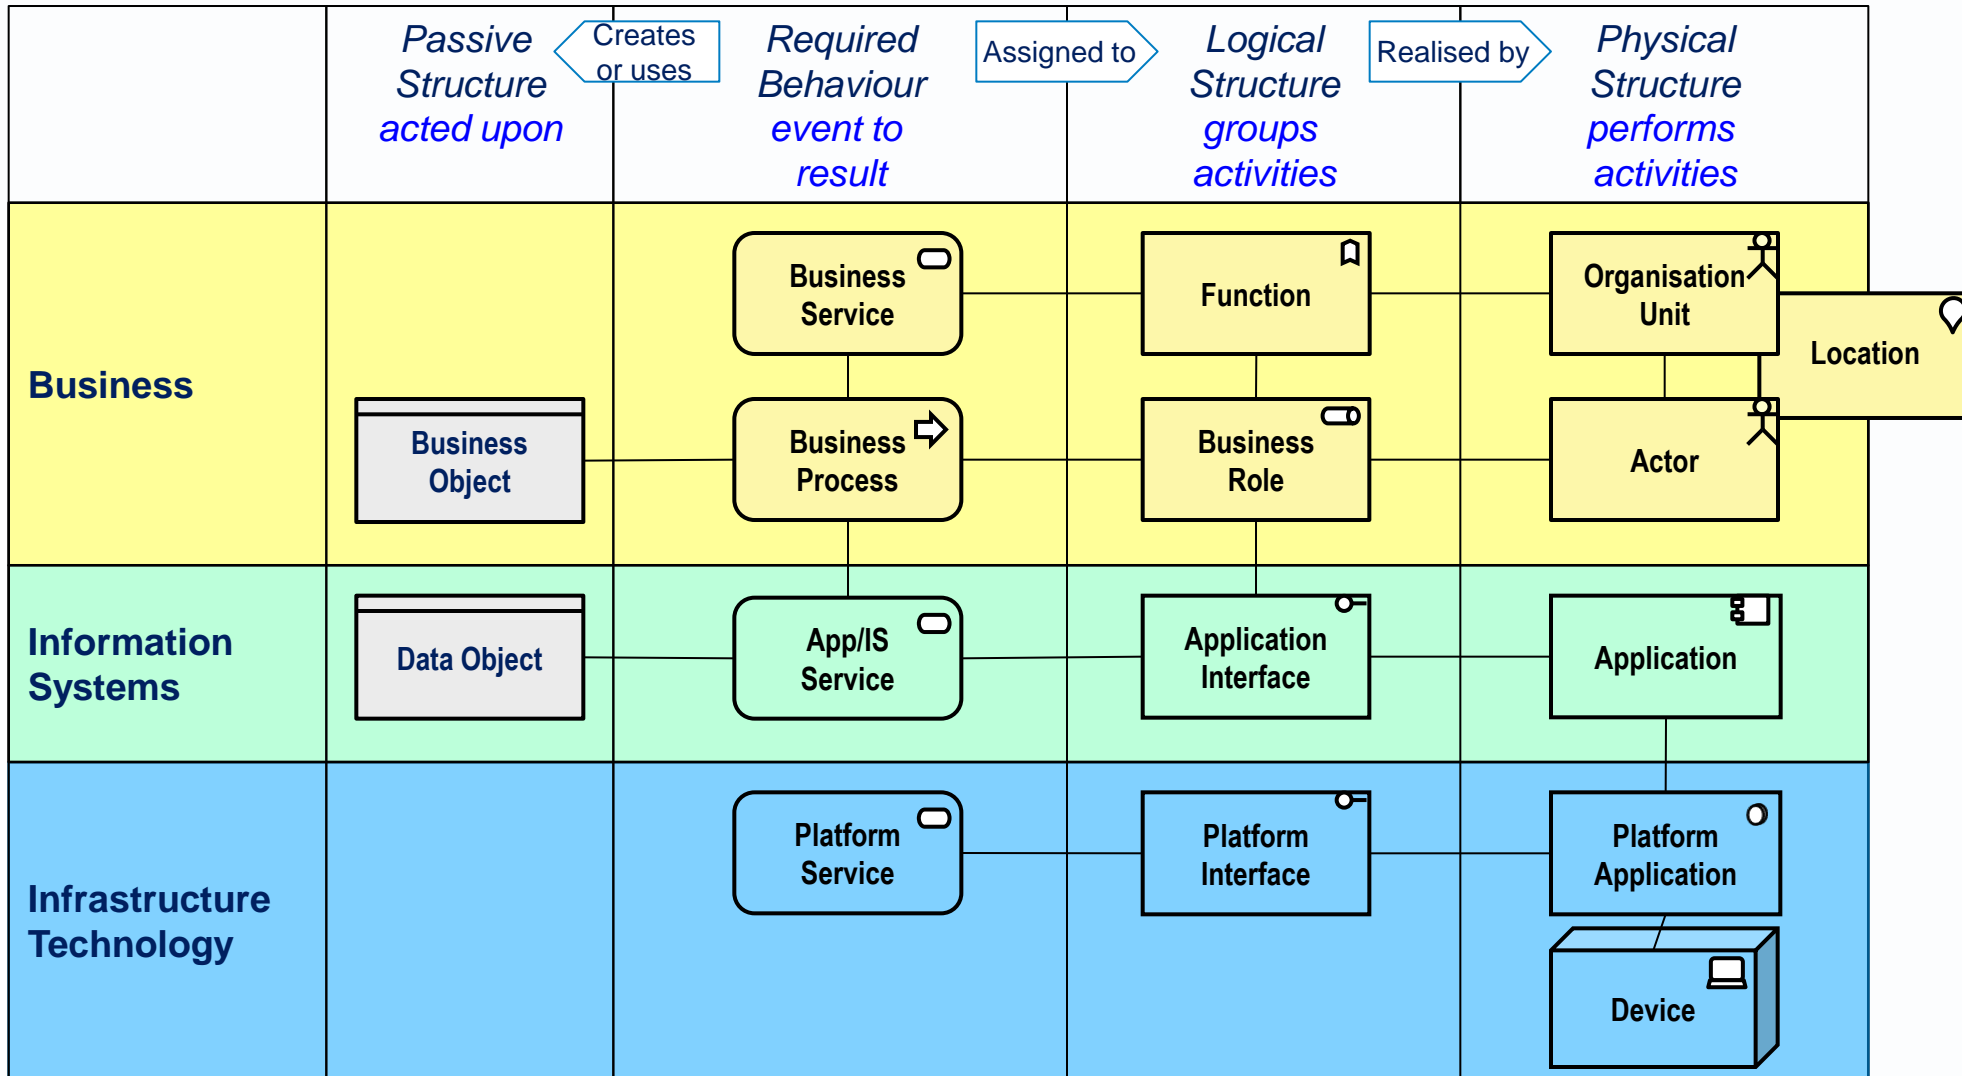 Passive
Structure
acted upon
Creates
or uses
Required
Behaviour
event to
result
Assigned to
Logical
Structure
groups
activities
Realised by
Physical
Structure
performs
activities
Business
Business
Service
Function
Organisation
Unit
Location
Business
Object
Business
Process
Business
Role
Actor
Information
Systems
Data Object
App/IS
Service
Application
Interface
Application
Infrastructure
Technology
Platform
Service
Platform
Interface
Platform
Application
Device